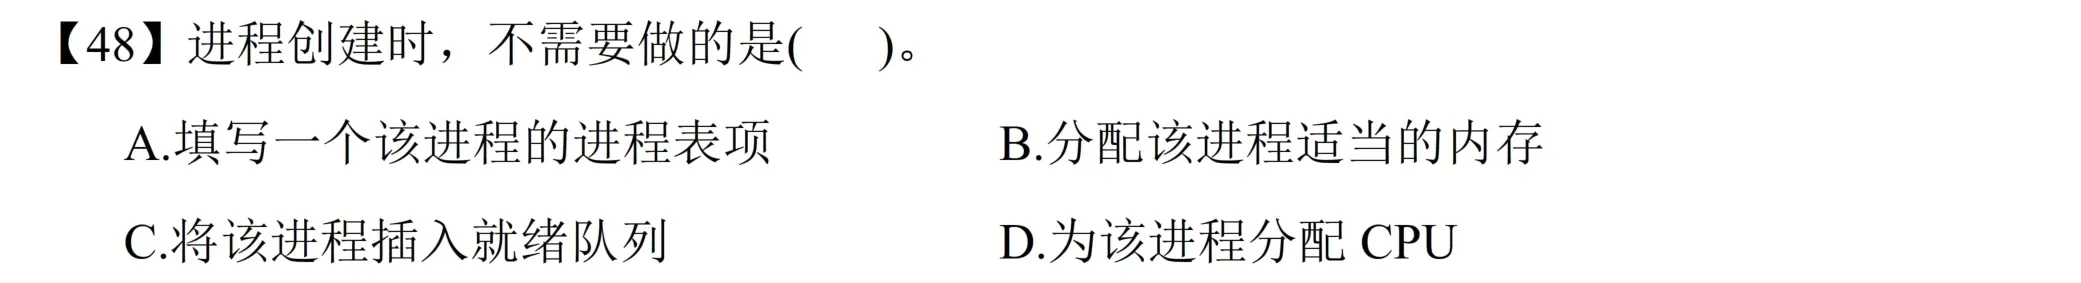 【48】进程创建时，不需要做的是(　　)。
A.填写一个该进程的进程表项　　B.分配该进程适当的内存
C.将该进程插入就绪队列　　D.为该进程分配 CPU